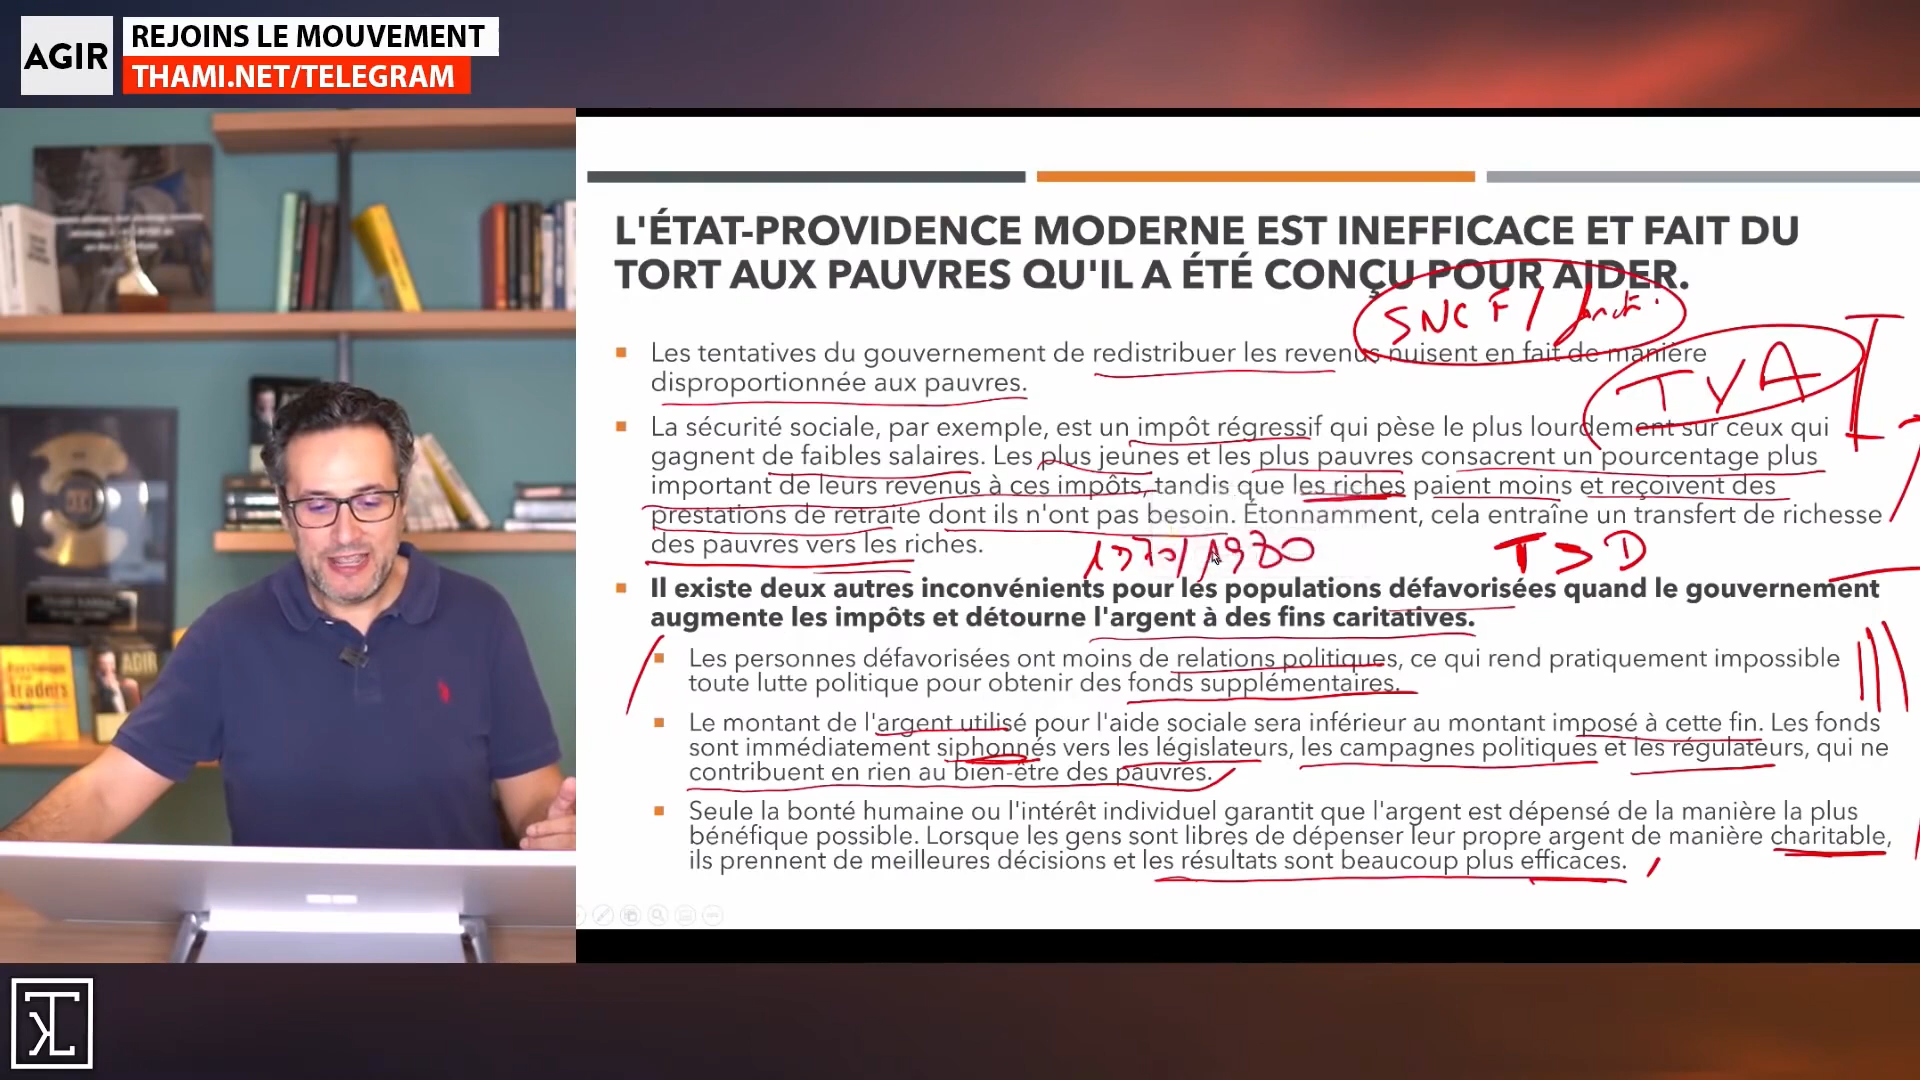 AGIR
REJOINS LE MOUVEMENT
THAMI.NET/TELEGRAM
L'ÉTAT-PROVIDENCE MODERNE EST INEFFICACE ET FAIT DU
TORT AUX PAUVRES QU'IL A ÉTÉ CONÇU POUR AIDER.
SNCF/
Les tentatives du gouvernement de redistribuer les revenus nuisent en fait de manière
disproportionnée aux pauvres.
TVA
La sécurité sociale, par exemple, est un impôt régressif qui pèse le plus lourdement sur ceux qui
gagnent de faibles salaires. Les plus jeunes et les plus pauvres consacrent un pourcentage plus
important de leurs revenus à ces impôts, tandis que les riches paient moins et reçoivent des
prestations de retraite dont ils n'ont pas besoin. Étonnamment, cela entraîne un transfert de richesse
des pauvres vers les riches.
1970/1980
T > D
Il existe deux autres inconvénients pour les populations défavorisées quand le gouvernement
augmente les impôts et détourne l'argent à des fins caritatives.
Les personnes défavorisées ont moins de relations politiques, ce qui rend pratiquement impossible
toute lutte politique pour obtenir des fonds supplémentaires.
Le montant de l'argent utilisé pour l'aide sociale sera inférieur au montant imposé à cette fin. Les fonds
sont immédiatement siphonnés vers les législateurs, les campagnes politiques et les régulateurs, qui ne
contribuent en rien au bien-être des pauvres.
Seule la bonté humaine ou l'intérêt individuel garantit que l'argent est dépensé de la manière la plus
bénéfique possible. Lorsque les gens sont libres de dépenser leur propre argent de manière charitable,
ils prennent de meilleures décisions et les résultats sont beaucoup plus efficaces.
traders
AGIR